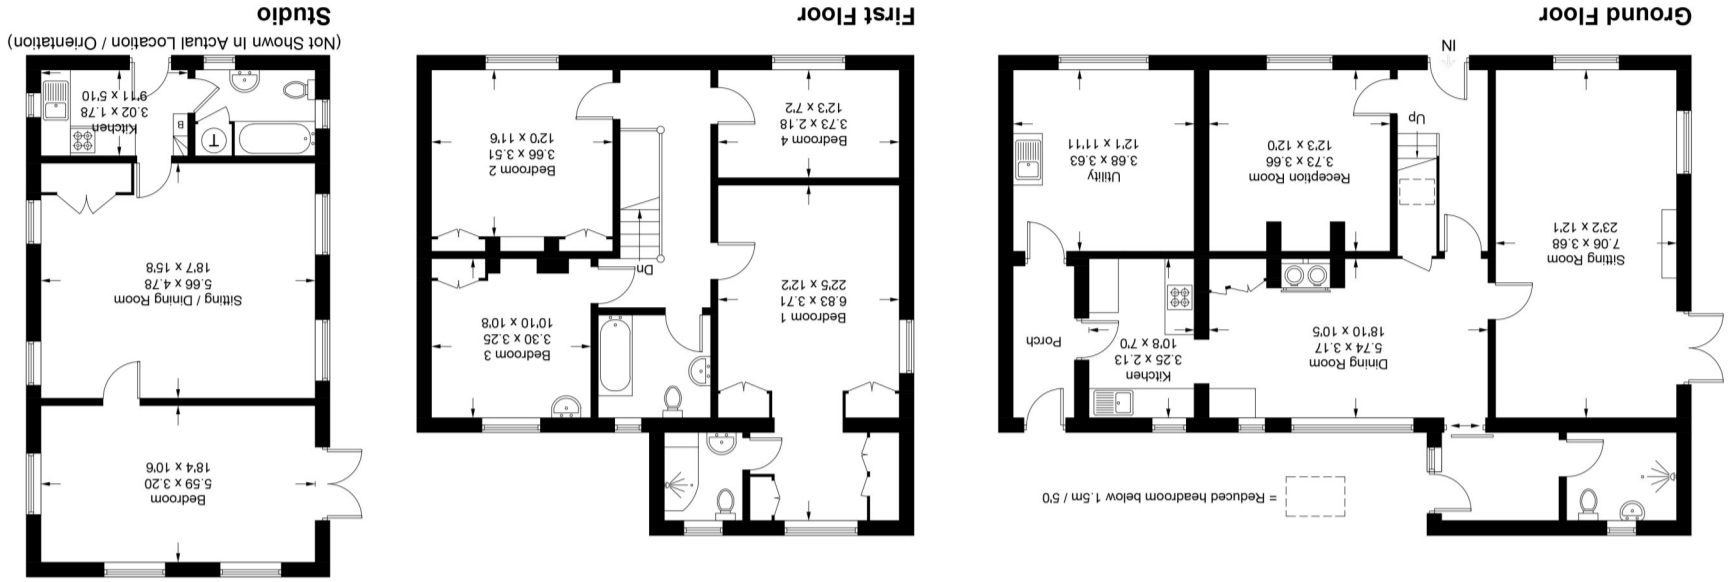 = Reduced headroom below 1.5m / 5'0
Dining Room
5.74 x 3.17
18'10 x 10'5
Kitchen
3.25 x 2.13
10'8 x 7'0
Porch
Sitting Room
7.06 x 3.68
23'2 x 12'1
Reception Room
3.73 x 3.66
12'3 x 12'0
Utility
3.68 x 3.63
12'1 x 11'11
Up
IN
Ground Floor
Bedroom 1
6.83 x 3.71
22'5 x 12'2
Bedroom 3
3.30 x 3.25
10'10 x 10'8
Dn
Bedroom 4
3.73 x 2.18
12'3 x 7'2
Bedroom 2
3.66 x 3.51
12'0 x 11'6
First Floor
Bedroom
5.59 x 3.20
18'4 x 10'6
Sitting / Dining Room
5.66 x 4.78
18'7 x 15'8
T
B
Kitchen
3.02 x 1.78
9'11 x 5'10
(Not Shown In Actual Location / Orientation)
Studio